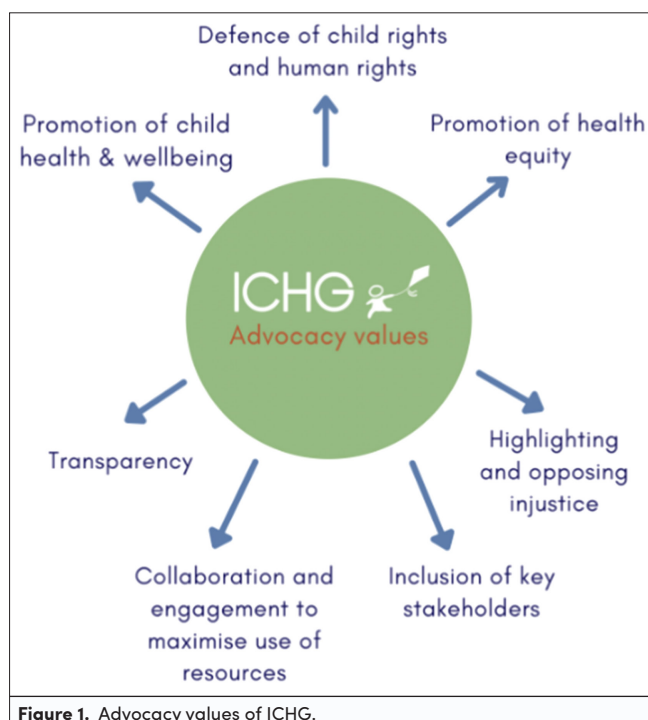 Defence of child rights
and human rights
Promotion of child
health & wellbeing
Promotion of health
equity
ICHG
Advocacy values
Transparency
Highlighting
and opposing
injustice
Collaboration and
engagement to
maximise use of
resources
Inclusion of key
stakeholders
Figure 1. Advocacy values of ICHG.